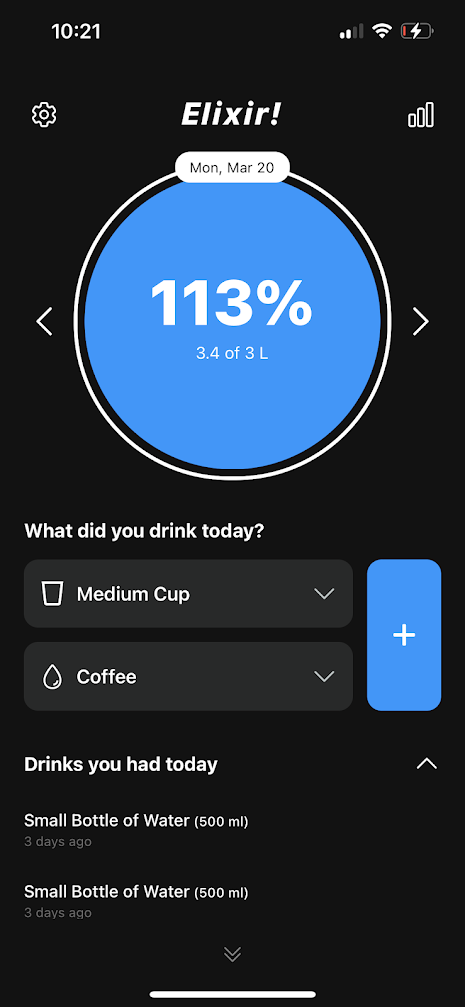 10:21
Elixir!
Mon, Mar 20
113%
3.4 of 3 L
What did you drink today?
Medium Cup
+
Coffee
Drinks you had today
Small Bottle of Water (500 ml)
3 days ago
Small Bottle of Water (500 ml)
3 days ago